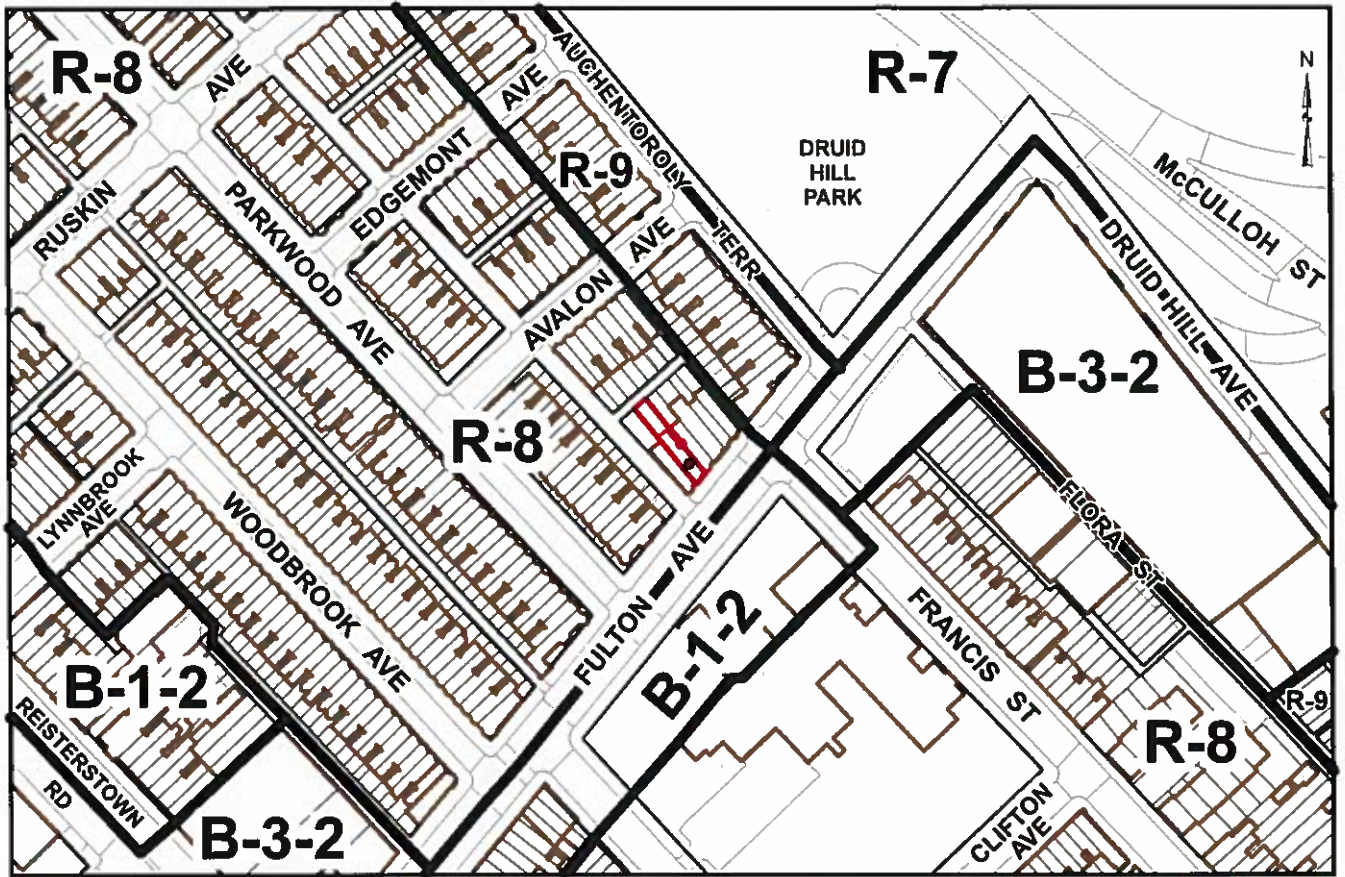 R-8
AVE
AVE
AUCHENTOROLY
TERR
R-7
N
DRUID
HILL
PARK
McCULLOH ST
R-9
EDGEMONT
RUSKIN
PARKWOOD AVE
AVE
AVALON
DRUID HILL AVE
B-3-2
R-8
LYNNBROOK
AVE
WOODBROOK AVE
FLORA ST
FULTON AVE
B-1-2
FRANCIS ST
B-1-2
R-9
R-8
REISTERSTOWN
RD
B-3-2
CLIFTON
AVE